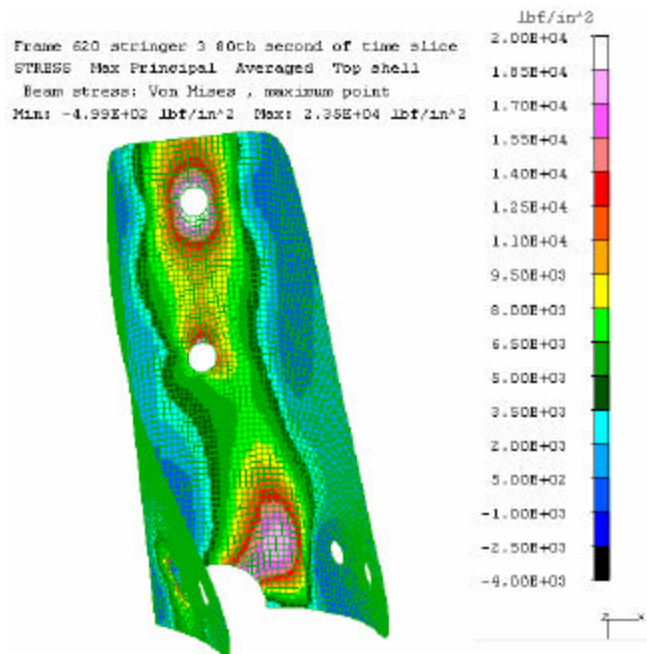 lbf/in^2
Frame 620 stringer 3 80th second of time slice
STRESS Max Principal Averaged Top shell
Beam stress: Von Mises , maximum point
Min: -4.99E+02 lbf/in^2 Max: 2.35E+04 lbf/in^2
2.00E+04
1.85E+04
1.70E+04
1.55E+04
1.40E+04
1.25E+04
1.10E+04
9.50E+03
8.00E+03
6.50E+03
3.50E+03
2.00E+03
5.00E+02
-1.00E+03
-2.50E+03
-4.00E+03
Z X